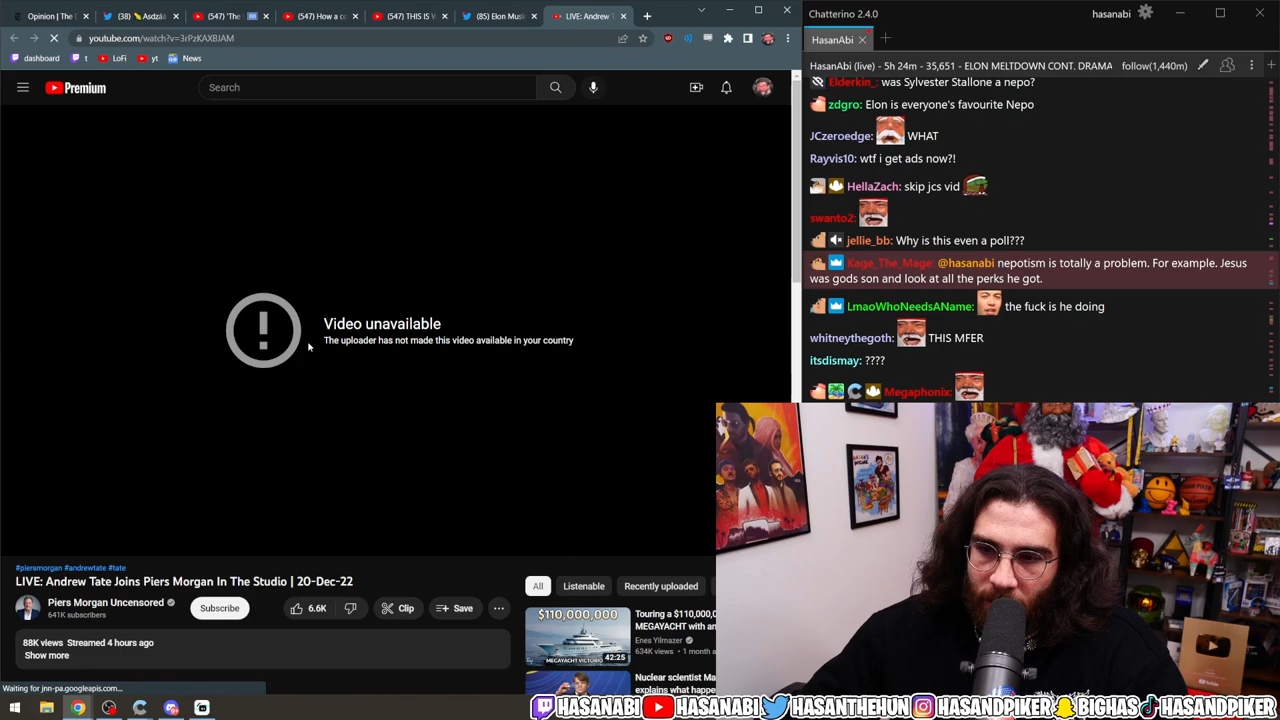 Opinion | The
(38) Asdzáá
(547) 'The
(547) How a co
(547) THIS IS
(85) Elon Musk
LIVE: Andrew T
youtube.com/watch?v=3rPzKAXBJAM
dashboard
t
LoFi
yt
News
Premium
Search
Video unavailable
The uploader has not made this video available in your country
#piersmorgan #andrewtate #tate
LIVE: Andrew Tate Joins Piers Morgan In The Studio | 20-Dec-22
Piers Morgan Uncensored
641K subscribers
Subscribe
6.6K
Clip
Save
88K views Streamed 4 hours ago
Show more
All
Listenable
Recently uploaded
$110,000,000
MEGAYACHT VICTORIO
42:25
Touring a $110,000,
MEGAYACHT with an
Enes Yilmazer
634K views • 1 month a
Nuclear scientist Ma
explains what happe
Waiting for jnn-pa.googleapis.com...
Chatterino 2.4.0
hasanabi
HasanAbi
HasanAbi (live) - 5h 24m - 35,651 - ELON MELTDOWN CONT. DRAMA
follow(1,440m)
Elderkin_: was Sylvester Stallone a nepo?
zdgro: Elon is everyone's favourite Nepo
JCzeroedge: WHAT
Rayvis10: wtf i get ads now?!
HellaZach: skip jcs vid
swanto2:
jellie_bb: Why is this even a poll???
Kage_The_Mage: @hasanabi nepotism is totally a problem. For example. Jesus
was gods son and look at all the perks he got.
LmaoWhoNeedsAName: the fuck is he doing
whitneythegoth: THIS MFER
itsdismay: ????
Megaphonix:
HASANABI HASANABI HASANTHEHUN HASANDPIKER BIGHAS HASANDPIKER